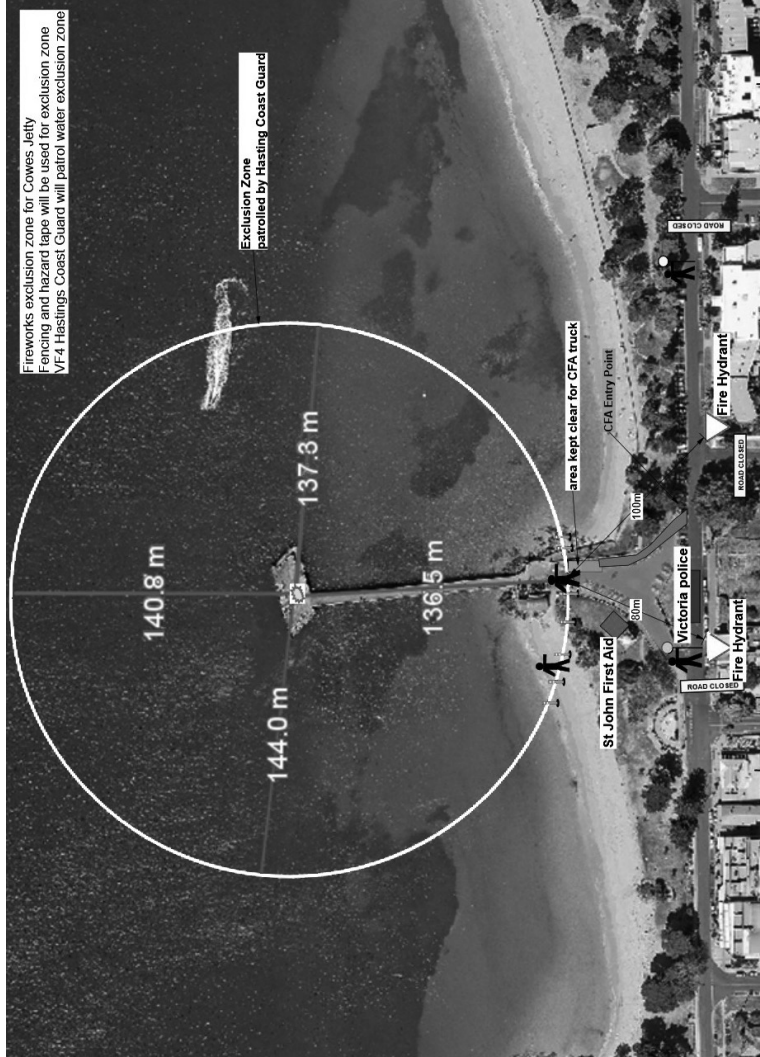 Fireworks exclusion zone for Cowes Jetty
Fencing and hazard tape will be used for exclusion zone
VF4 Hastings Coast Guard will patrol water exclusion zone
Exclusion Zone
patrolled by Hasting Coast Guard
140.8 m
137.3 m
144.0 m
136.5 m
area kept clear for CFA truck
CFA Entry Point
100m
80m
St John First Aid
Victoria police
Fire Hydrant
Fire Hydrant
ROAD CLOSED
ROAD CLOSED
ROAD CLOSED